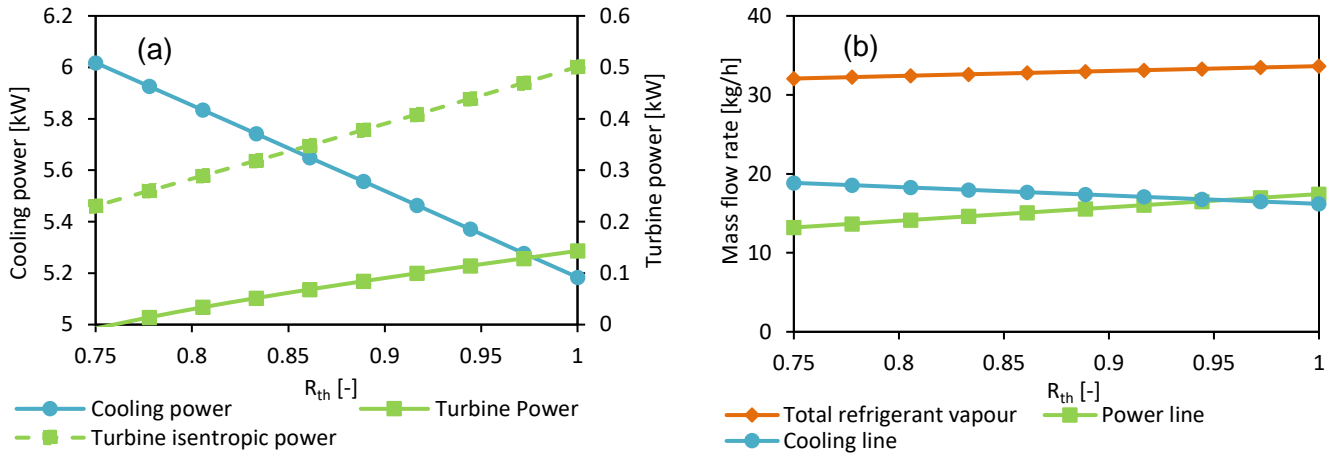 (a)
Cooling power [kW]
6.2
6
5.8
5.6
5.4
5.2
5
Turbine power [kW]
0.6
0.5
0.4
0.3
0.2
0.1
0
0.75 0.8 0.85 0.9 0.95 1
Rth [-]
Cooling power
Turbine Power
Turbine isentropic power
(b)
Mass flow rate [kg/h]
40
30
20
10
0
0.75 0.8 0.85 0.9 0.95 1
Rth [-]
Total refrigerant vapour
Power line
Cooling line